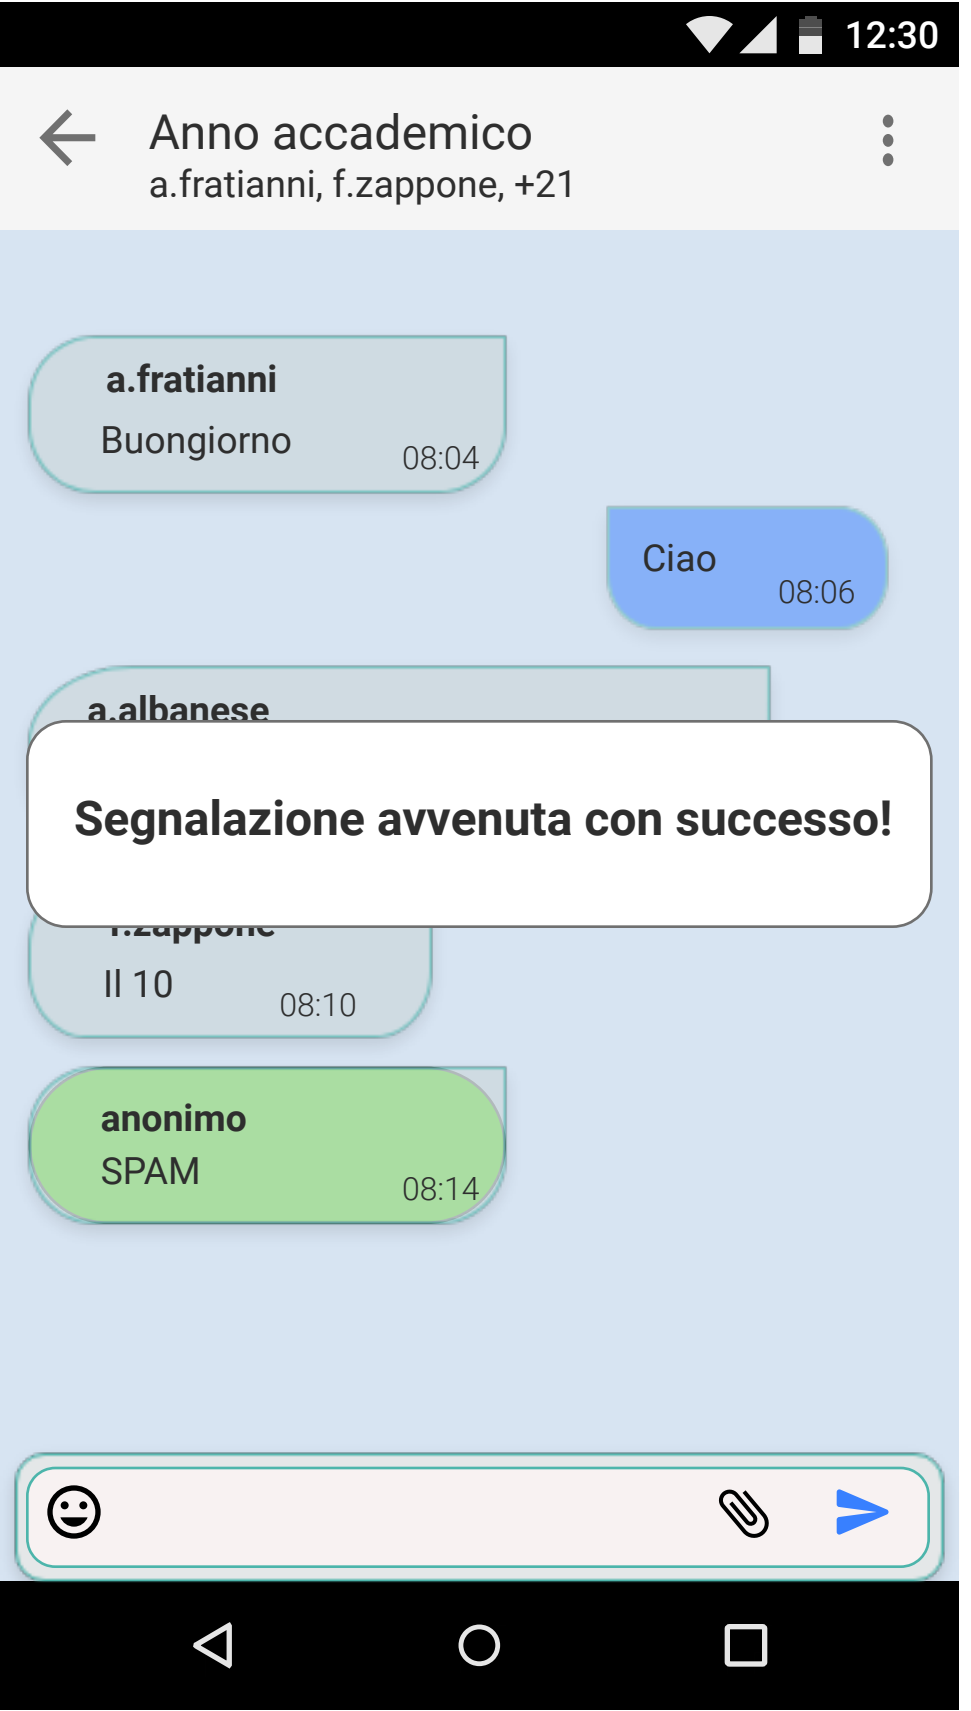 12:30
Anno accademico
a.fratianni, f.zappone, +21
a.fratianni
Buongiorno
08:04
Ciao
08:06
a.albanese
Segnalazione avvenuta con successo!
f.zappone
Il 10
08:10
anonimo
SPAM
08:14